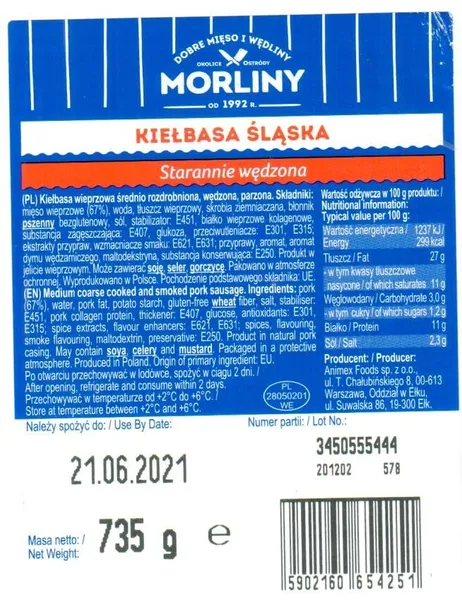 DOBRE MIĘSO I WĘDLINY
OKOLICE OSTRÓDY
MORLINY
OD 1992 R.
KIEŁBASA ŚLĄSKA
Starannie wędzona
(PL) Kiełbasa wieprzowa średnio rozdrobniona, wędzona, parzona. Składniki:
mięso wieprzowe (67%), woda, tłuszcz wieprzowy, skrobia ziemniaczana, błonnik
pszenny bezglutenowy, sól, stabilizator: E451, białko wieprzowe kolagenowe,
substancja zagęszczająca: E407, glukoza, przeciwutleniacze: E301, E315;
ekstrakty przypraw, wzmacniacze smaku: E621, E631; przyprawy, aromat, aromat
dymu wędzarniczego, maltodekstryna, substancja konserwująca: E250. Produkt w
jelicie wieprzowym. Może zawierać soję, seler, gorczycę. Pakowano w atmosferze
ochronnej. Wyprodukowano w Polsce. Pochodzenie podstawowego składnika: UE.
(EN) Medium coarse cooked and smoked pork sausage. Ingredients: pork
(67%), water, pork fat, potato starch, gluten-free wheat fiber, salt, stabiliser:
E451, pork collagen protein, thickener: E407, glucose, antioxidants: E301,
E315; spice extracts, flavour enhancers: E621, E631; spices, flavouring,
smoke flavouring, maltodextrin, preservative: E250. Product in natural pork
casing. May contain soya, celery and mustard. Packaged in a protective
atmosphere. Produced in Poland. Origin of primary ingredient: EU.
Po otwarciu przechowywać w lodówce, spożyć w ciągu 2 dni. /
After opening, refrigerate and consume within 2 days.
Przechowywać w temperaturze od +2°C do +6°C. /
Store at temperature between +2°C and +6°C.
Wartość odżywcza w 100 g produktu: /
Nutritional information:
Typical value per 100 g:
Wartość energetyczna / 1237 kJ /
Energy 299 kcal
Tłuszcz / Fat 27 g
- w tym kwasy tłuszczowe
nasycone / of which saturates 11 g
Węglowodany / Carbohydrate 3,0 g
- w tym cukry / of which sugars 1,2 g
Białko / Protein 11 g
Sól / Salt 2,3 g
Producent: / Producer:
Animex Foods sp. z o.o.,
ul. T. Chałubińskiego 8, 00-613
Warszawa, Oddział w Ełku,
ul. Suwalska 86, 19-300 Ełk.
PL
28050201
WE
Należy spożyć do: / Use By Date:
Numer partii: / Lot No.:
21.06.2021
3450555444
201202 578
Masa netto: /
Net Weight:
735 g e
5902160 654251